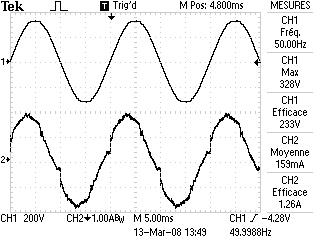 Tek
T Trig'd
M Pos: 4.800ms
MESURES
CH1
Fréq.
50.00Hz
CH1
Max
328V
CH1
Efficace
233V
CH2
Moyenne
159mA
CH2
Efficace
1.26A
1
2
CH1 200V
CH2 1.00A BW
M 5.00ms
CH1 / -4.28V
13-Mar-08 13:49
49.9988Hz